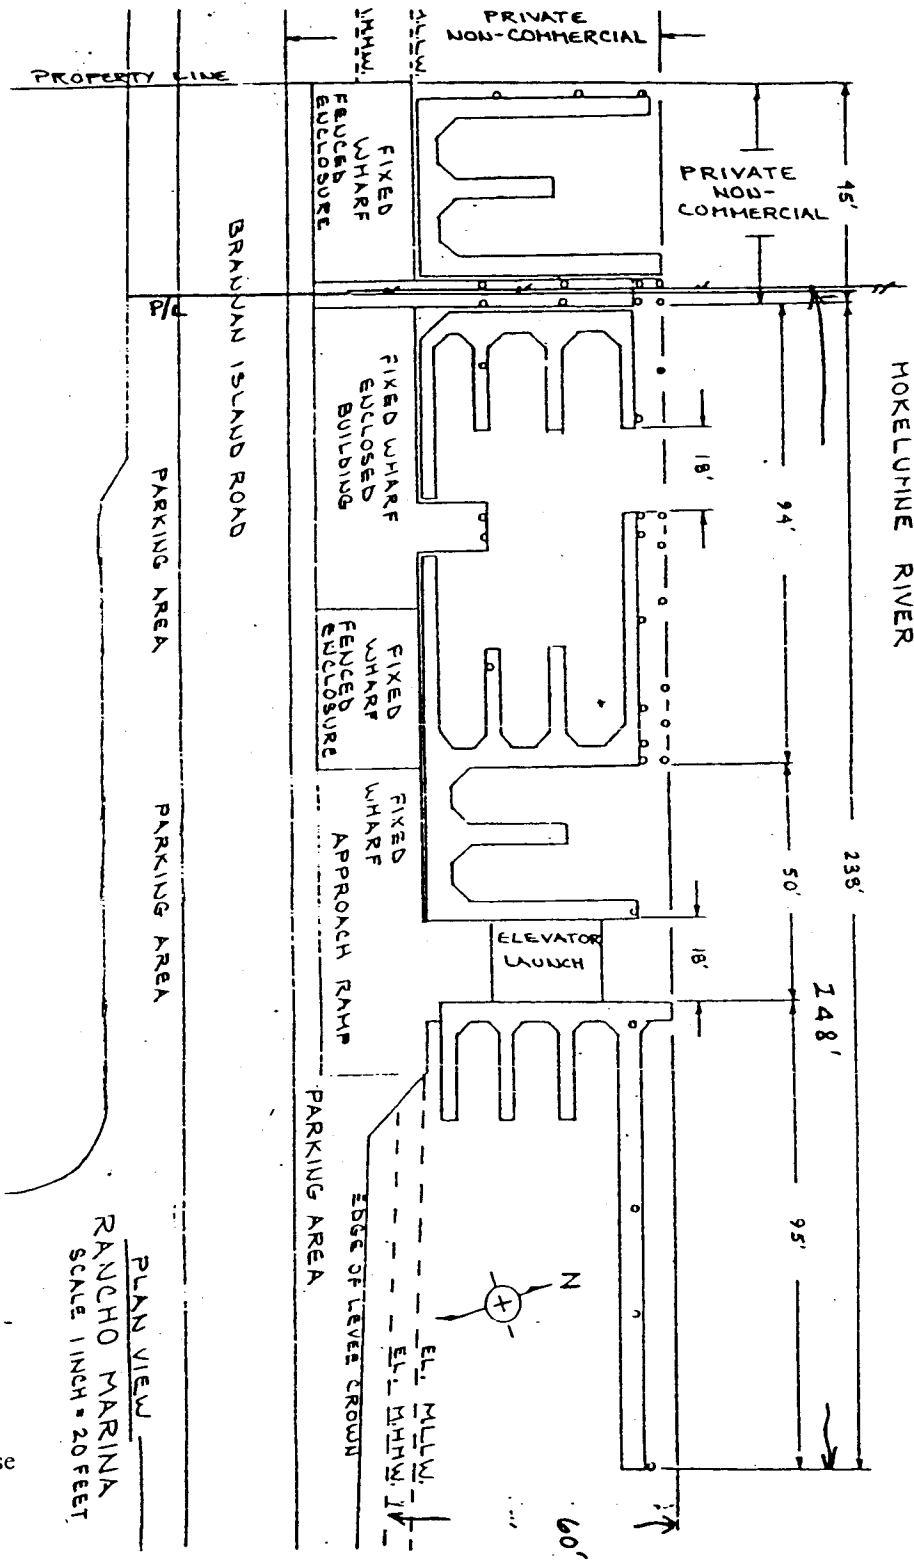 PRIVATE
NON-COMMERCIAL
M.H.H.W.
M.L.L.W.
PROPERTY LINE
FIXED
WHARF
FENCED
ENCLOSURE
PRIVATE
NON-
COMMERCIAL
45'
P/L
BRANNAN ISLAND ROAD
MOKELUMNE RIVER
FIXED WHARF
ENCLOSED
BUILDING
18'
94'
PARKING AREA
FIXED
WHARF
FENCED
ENCLOSURE
238'
50'
FIXED
WHARF
APPROACH RAMP
PARKING AREA
ELEVATOR
LAUNCH
18'
248'
PARKING AREA
95'
N
EDGE OF LEVEE CROWN
EL. M.H.H.W.
EL. M.L.L.W.
60'
PLAN VIEW
RANCHO MARINA
SCALE 1 INCH = 20 FEET
se